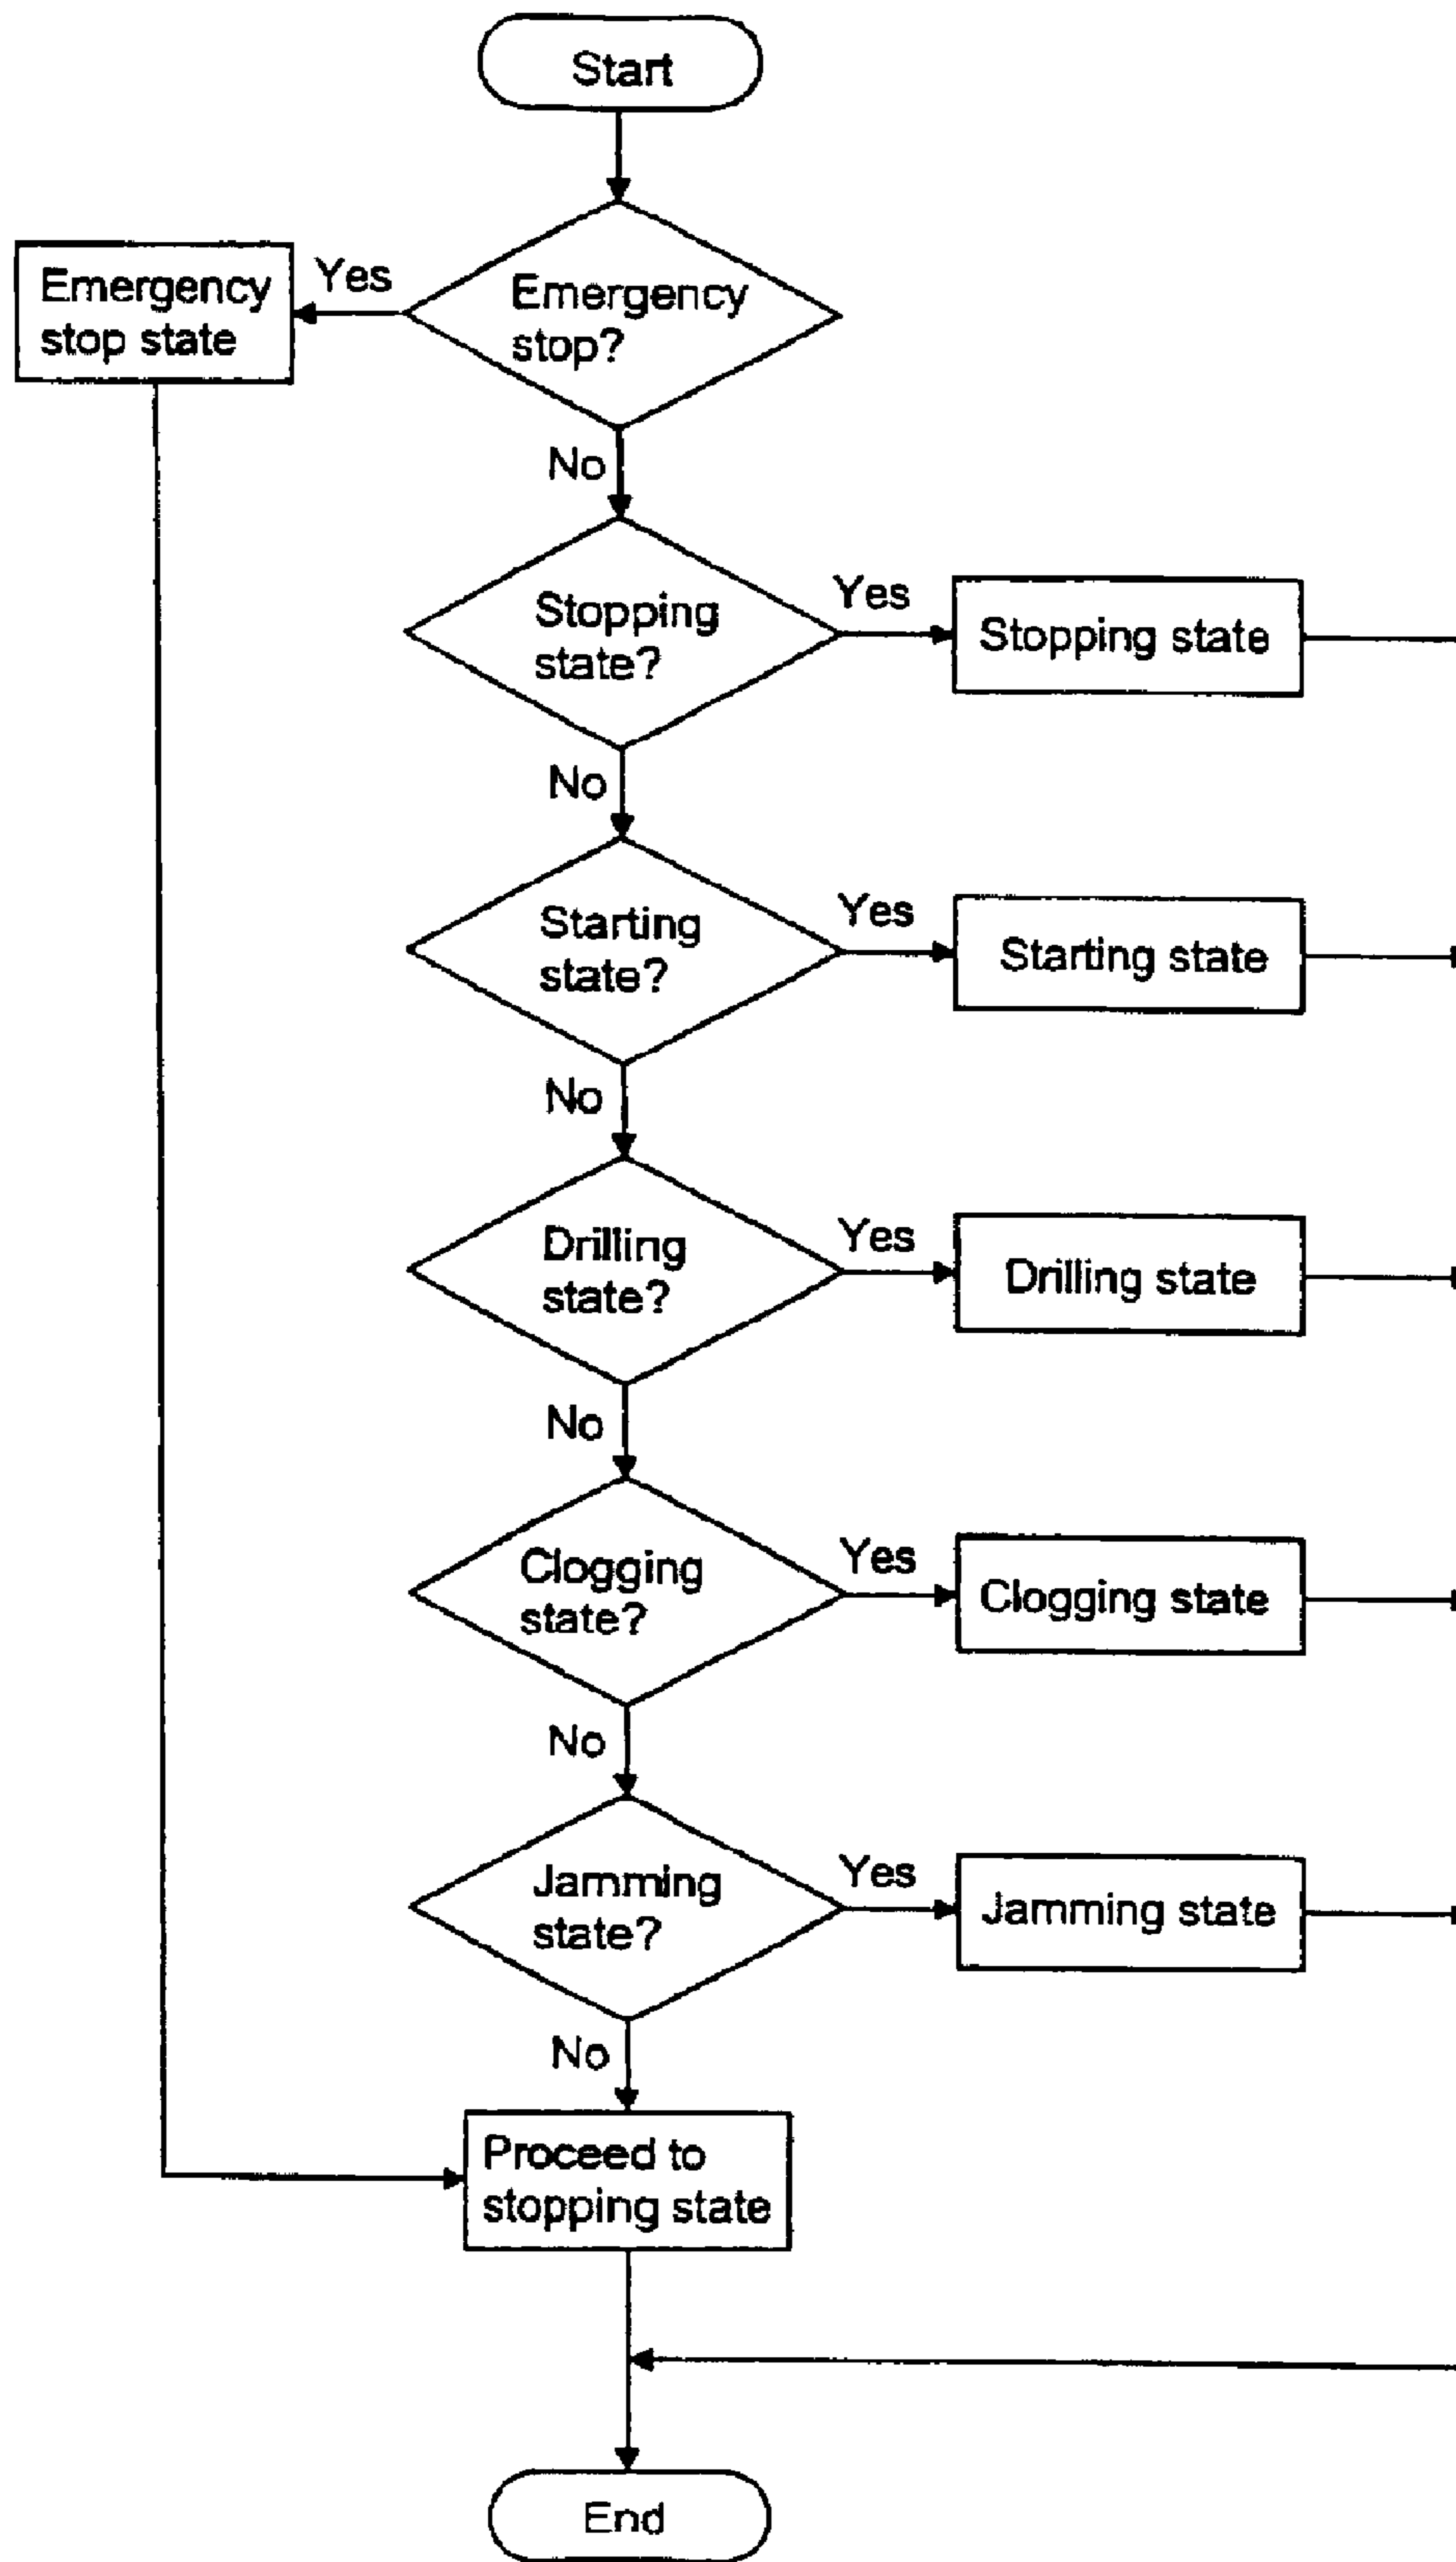 Start
Emergency
stop?
Yes
Emergency
stop state
No
Stopping
state?
Yes
Stopping state
No
Starting
state?
Yes
Starting state
No
Drilling
state?
Yes
Drilling state
No
Clogging
state?
Yes
Clogging state
No
Jamming
state?
Yes
Jamming state
No
Proceed to
stopping state
End